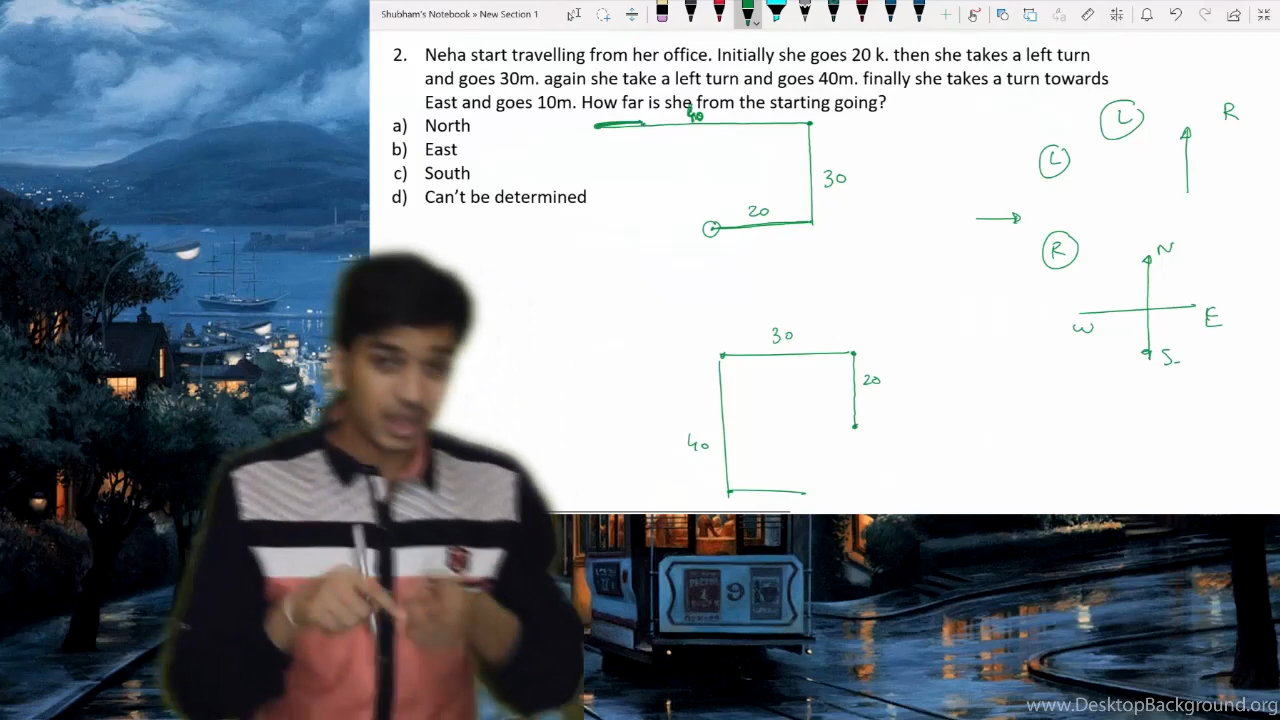 Shubham's Notebook » New Section 1
2. Neha start travelling from her office. Initially she goes 20 k. then she takes a left turn
and goes 30m. again she take a left turn and goes 40m. finally she takes a turn towards
East and goes 10m. How far is she from the starting going?
a) North
b) East
c) South
d) Can't be determined
40
30
20
L
R
L
R
N
W
E
S
30
20
40
9
www.DesktopBackground.org